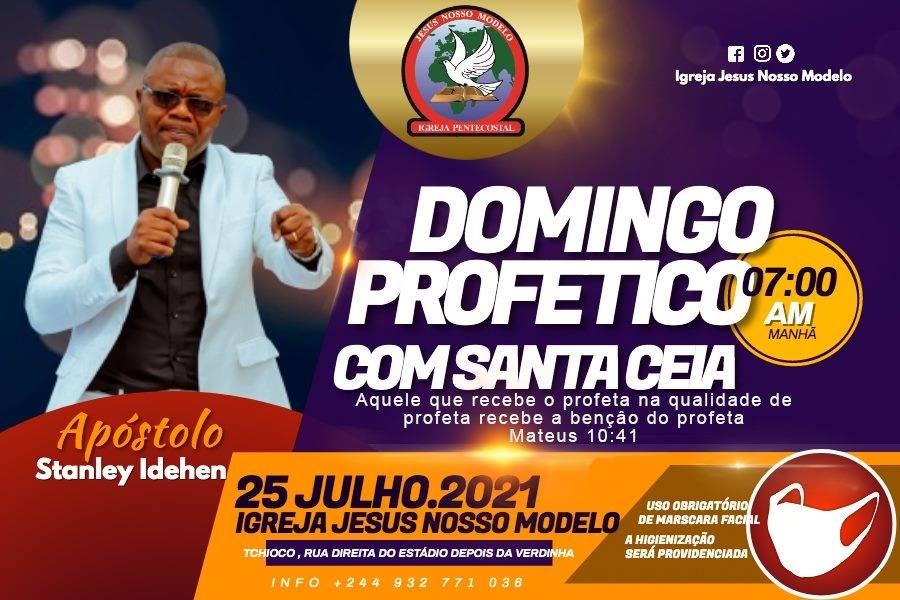 JESUS NOSSO MODELO
IGREJA PENTECOSTAL
Igreja Jesus Nosso Modelo
DOMINGO
PROFETICO
COM SANTA CEIA
07:00
AM
MANHÃ
Aquele que recebe o profeta na qualidade de
profeta recebe a benção do profeta
Mateus 10:41
Apóstolo
Stanley Idehen
25 JULHO.2021
IGREJA JESUS NOSSO MODELO
TCHIOCO , RUA DIREITA DO ESTÁDIO DEPOIS DA VERDINHA
INFO +244 932 771 036
USO OBRIGATÓRIO
DE MARSCARA FACIAL
A HIGIENIZAÇÃO
SERÁ PROVIDENCIADA